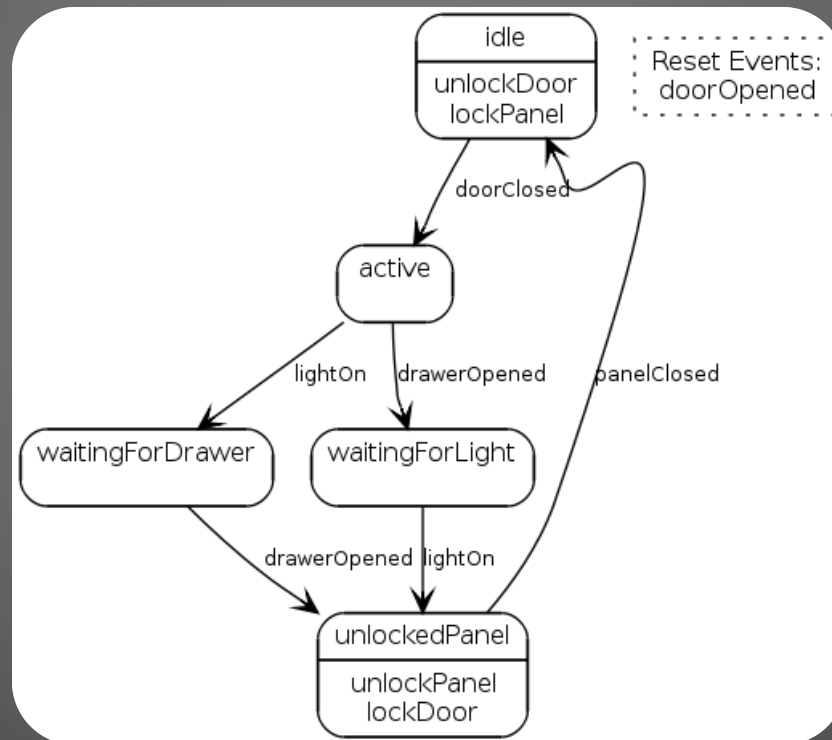 idle
unlockDoor
lockPanel
Reset Events:
doorOpened
doorClosed
active
lightOn
drawerOpened
panelClosed
waitingForDrawer
waitingForLight
drawerOpened
lightOn
unlockedPanel
unlockPanel
lockDoor